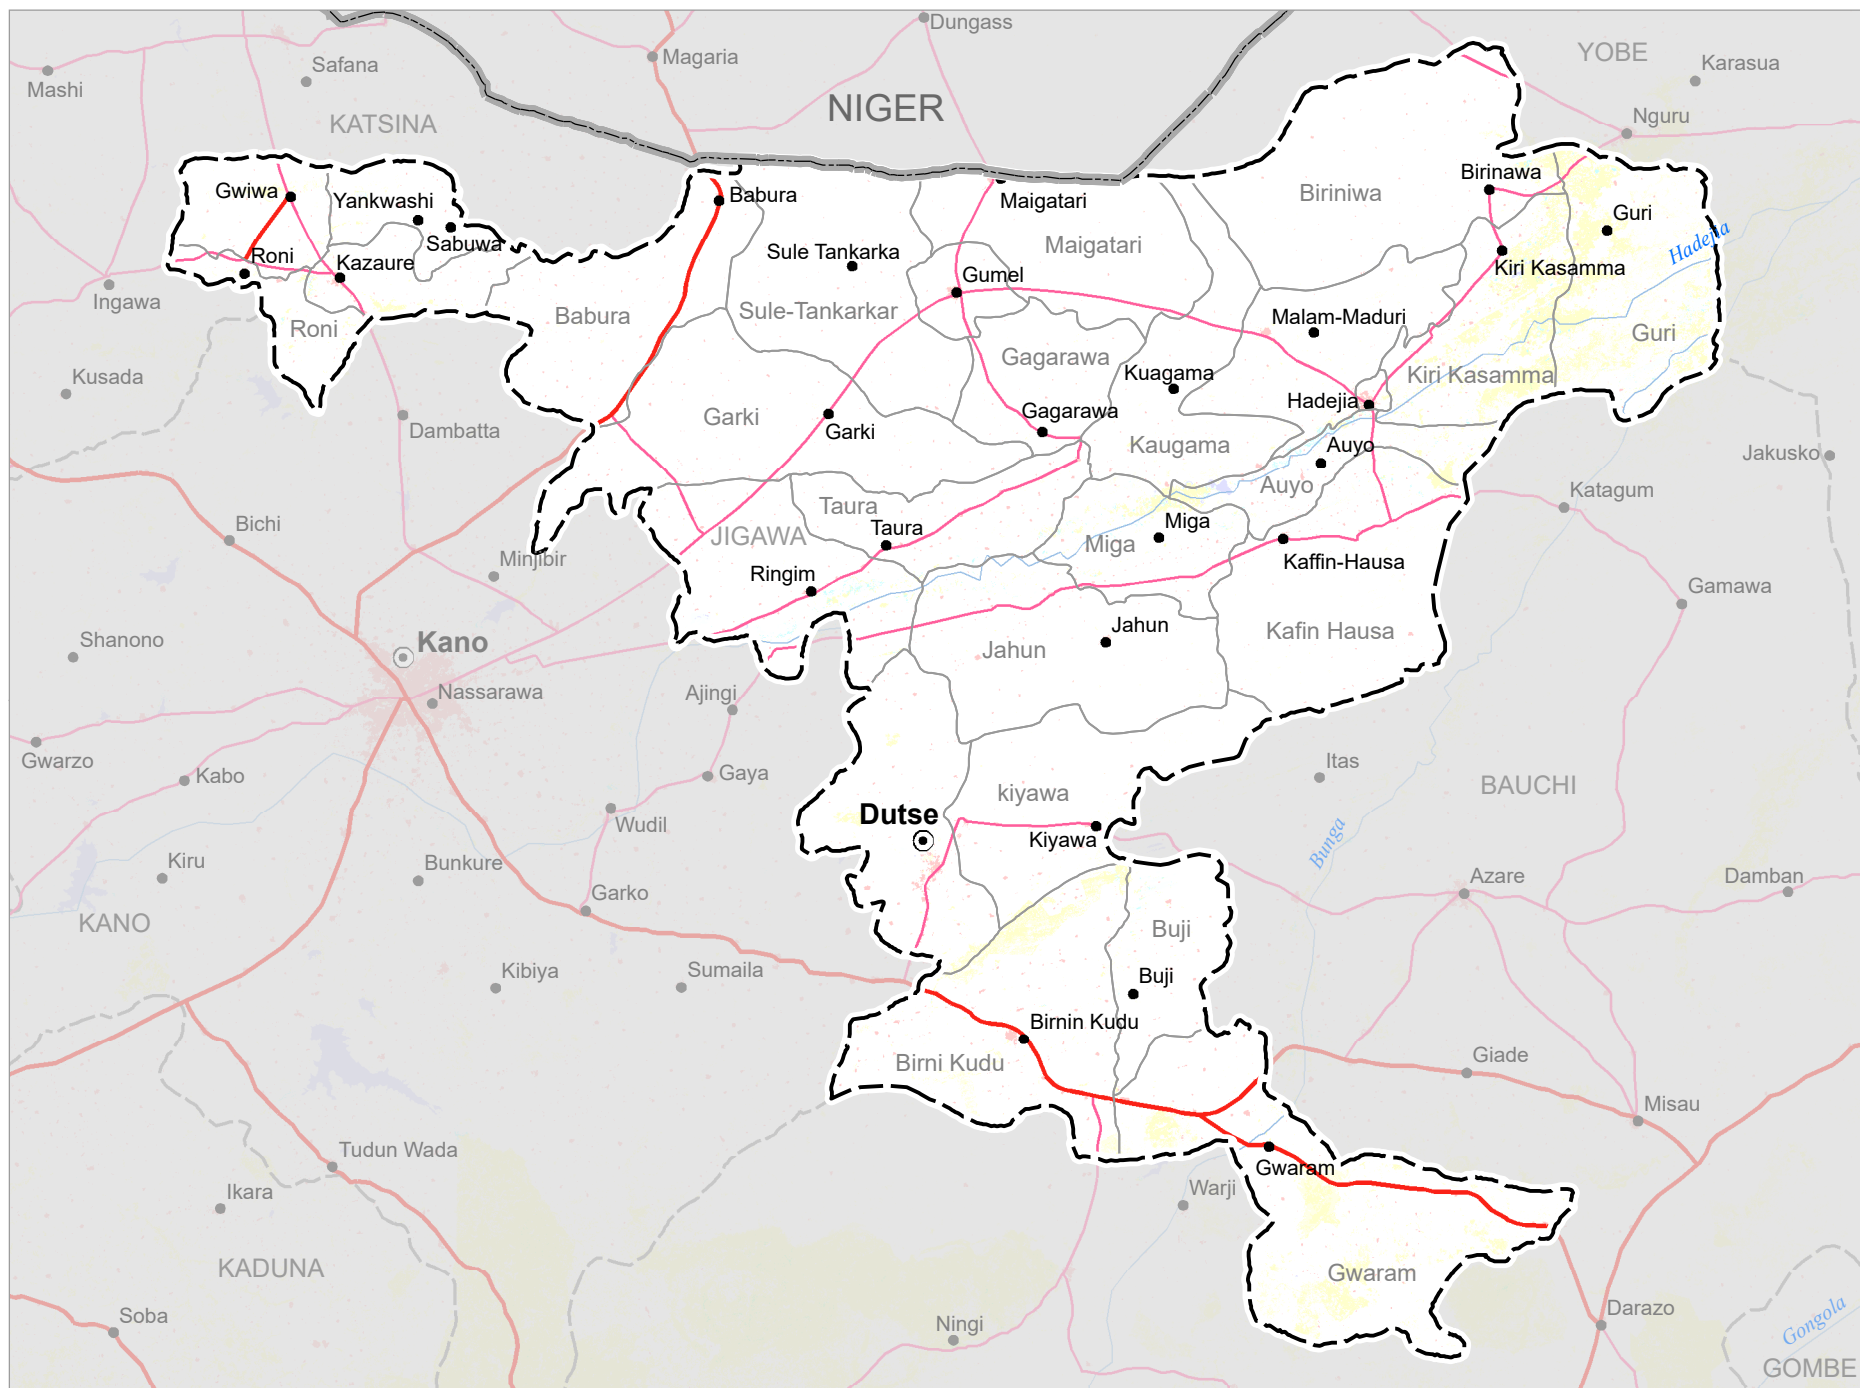 Dungass
YOBE
Magaria
Safana
Karasua
Mashi
NIGER
KATSINA
Nguru
Gwiwa
Yankwashi
Babura
Maigatari
Birinawa
Biriniwa
Guri
Sabuwa
Sule Tankarka
Maigatari
Hadejia
Roni
Kazaure
Gumel
Kiri Kasamma
Ingawa
Babura
Sule-Tankarkar
Malam-Maduri
Roni
Guri
Gagarawa
Kuagama
Kiri Kasamma
Kusada
Hadejia
Garki
Garki
Gagarawa
Dambatta
Kaugama
Auyo
Jakusko
Auyo
Katagum
Taura
Bichi
JIGAWA
Taura
Miga
Miga
Minjibir
Kaffin-Hausa
Ringim
Gamawa
Shanono
Kano
Jahun
Jahun
Kafin Hausa
Nassarawa
Ajingi
Gwarzo
Kabo
Gaya
Itas
BAUCHI
kiyawa
Dutse
Wudil
Kiyawa
Bunga
Kiru
Bunkure
Azare
Damban
Garko
KANO
Buji
Kibiya
Sumaila
Buji
Birnin Kudu
Birni Kudu
Giade
Misau
Tudun Wada
Gwaram
Ikara
Warji
KADUNA
Gwaram
Soba
Ningi
Darazo
Gongola
GOMBE